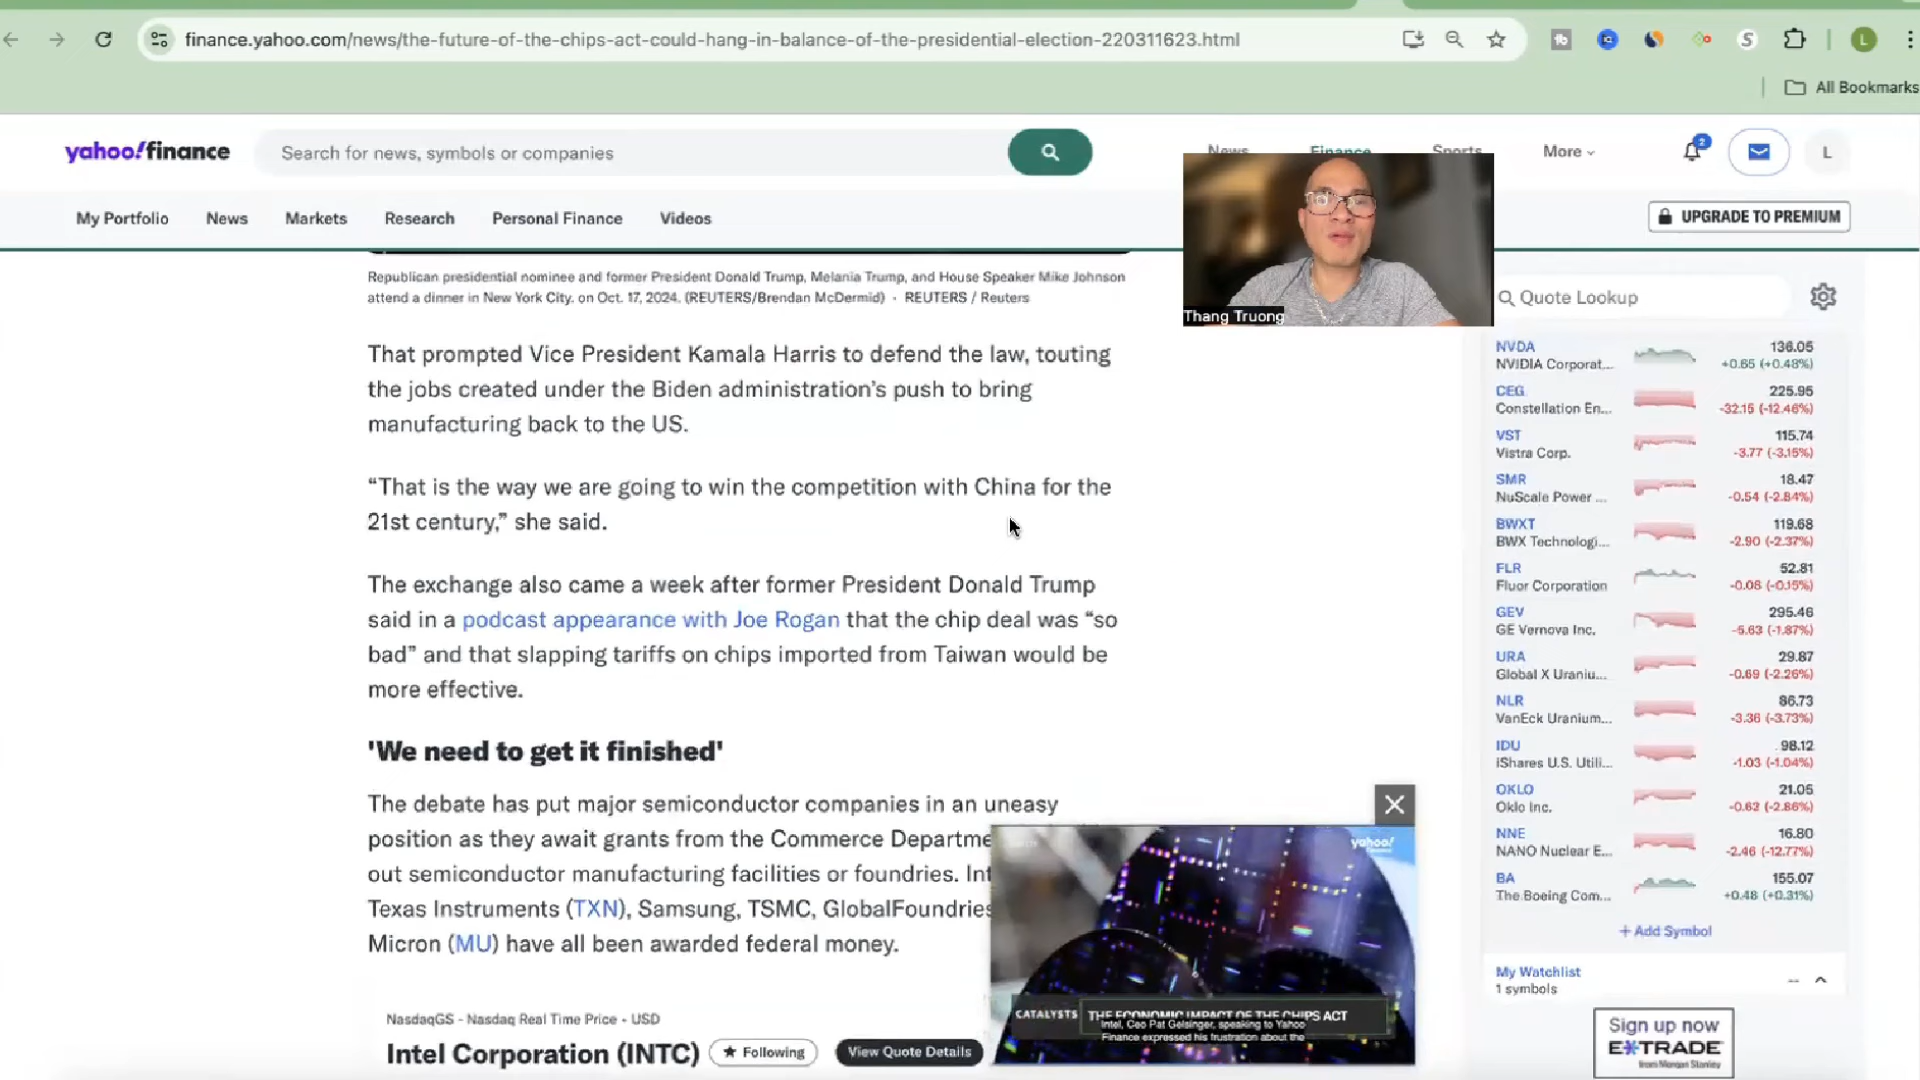 finance.yahoo.com/news/the-future-of-the-chips-act-could-hang-in-balance-of-the-presidential-election-220311623.html
L
All Bookmarks
yahoo!finance
Search for news, symbols or companies
News
Finance
Sports
More
2
L
My Portfolio
News
Markets
Research
Personal Finance
Videos
UPGRADE TO PREMIUM
Republican presidential nominee and former President Donald Trump, Melania Trump, and House Speaker Mike Johnson
attend a dinner in New York City, on Oct. 17, 2024. (REUTERS/Brendan McDermid) · REUTERS / Reuters
That prompted Vice President Kamala Harris to defend the law, touting
the jobs created under the Biden administration’s push to bring
manufacturing back to the US.
“That is the way we are going to win the competition with China for the
21st century,” she said.
The exchange also came a week after former President Donald Trump
said in a podcast appearance with Joe Rogan that the chip deal was “so
bad” and that slapping tariffs on chips imported from Taiwan would be
more effective.
'We need to get it finished'
The debate has put major semiconductor companies in an uneasy
position as they await grants from the Commerce Departme
out semiconductor manufacturing facilities or foundries. Int
Texas Instruments (TXN), Samsung, TSMC, GlobalFoundries
Micron (MU) have all been awarded federal money.
NasdaqGS - Nasdaq Real Time Price • USD
Intel Corporation (INTC)
★ Following
View Quote Details
Thang Truong
yahoo!
finance
CATALYSTS
THE ECONOMIC IMPACT OF THE CHIPS ACT
Intel, Ceo Pat Gelsinger, speaking to Yahoo
Finance expressed his frustration about the
Quote Lookup
NVDA 136.05
NVIDIA Corporat... +0.65 (+0.48%)
CEG 225.95
Constellation En... -32.15 (-12.46%)
VST 115.74
Vistra Corp. -3.77 (-3.15%)
SMR 18.47
NuScale Power ... -0.54 (-2.84%)
BWXT 119.68
BWX Technologi... -2.90 (-2.37%)
FLR 52.81
Fluor Corporation -0.08 (-0.15%)
GEV 295.46
GE Vernova Inc. -5.63 (-1.87%)
URA 29.87
Global X Uraniu... -0.69 (-2.26%)
NLR 86.73
VanEck Uranium... -3.36 (-3.73%)
IDU 98.12
iShares U.S. Utili... -1.03 (-1.04%)
OKLO 21.05
Oklo Inc. -0.62 (-2.86%)
NNE 16.80
NANO Nuclear E... -2.46 (-12.77%)
BA 155.07
The Boeing Com... +0.48 (+0.31%)
+ Add Symbol
My Watchlist
1 symbols
--
Sign up now
E*TRADE
from Morgan Stanley